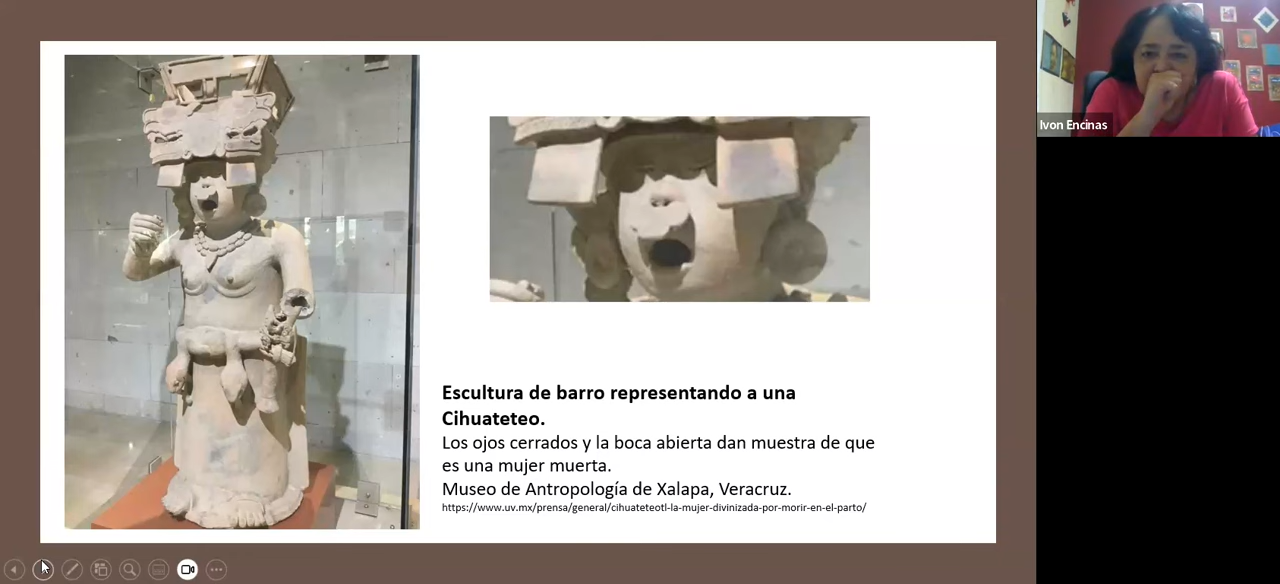 Ivon Encinas
Escultura de barro representando a una
Cihuateteo.
Los ojos cerrados y la boca abierta dan muestra de que
es una mujer muerta.
Museo de Antropología de Xalapa, Veracruz.
https://www.uv.mx/prensa/general/cihuateteotl-la-mujer-divinizada-por-morir-en-el-parto/